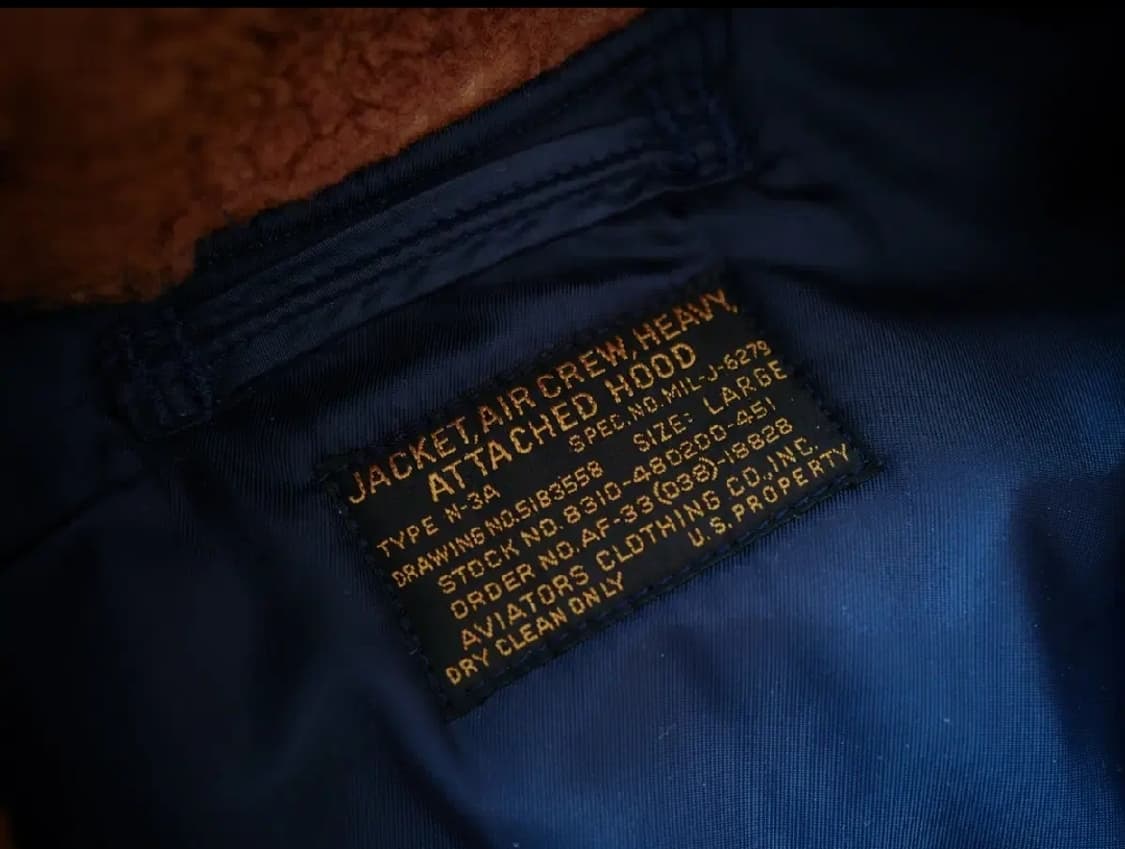 JACKET, AIR CREW, HEAVY,
ATTACHED HOOD
TYPE N-3A SPEC. NO. MIL-J-6279
DRAWING NO. 5183558 SIZE: LARGE
STOCK NO. 8310-480200-451
ORDER NO. AF-33(038)-18828
AVIATORS CLOTHING CO., INC.
DRY CLEAN ONLY U.S. PROPERTY